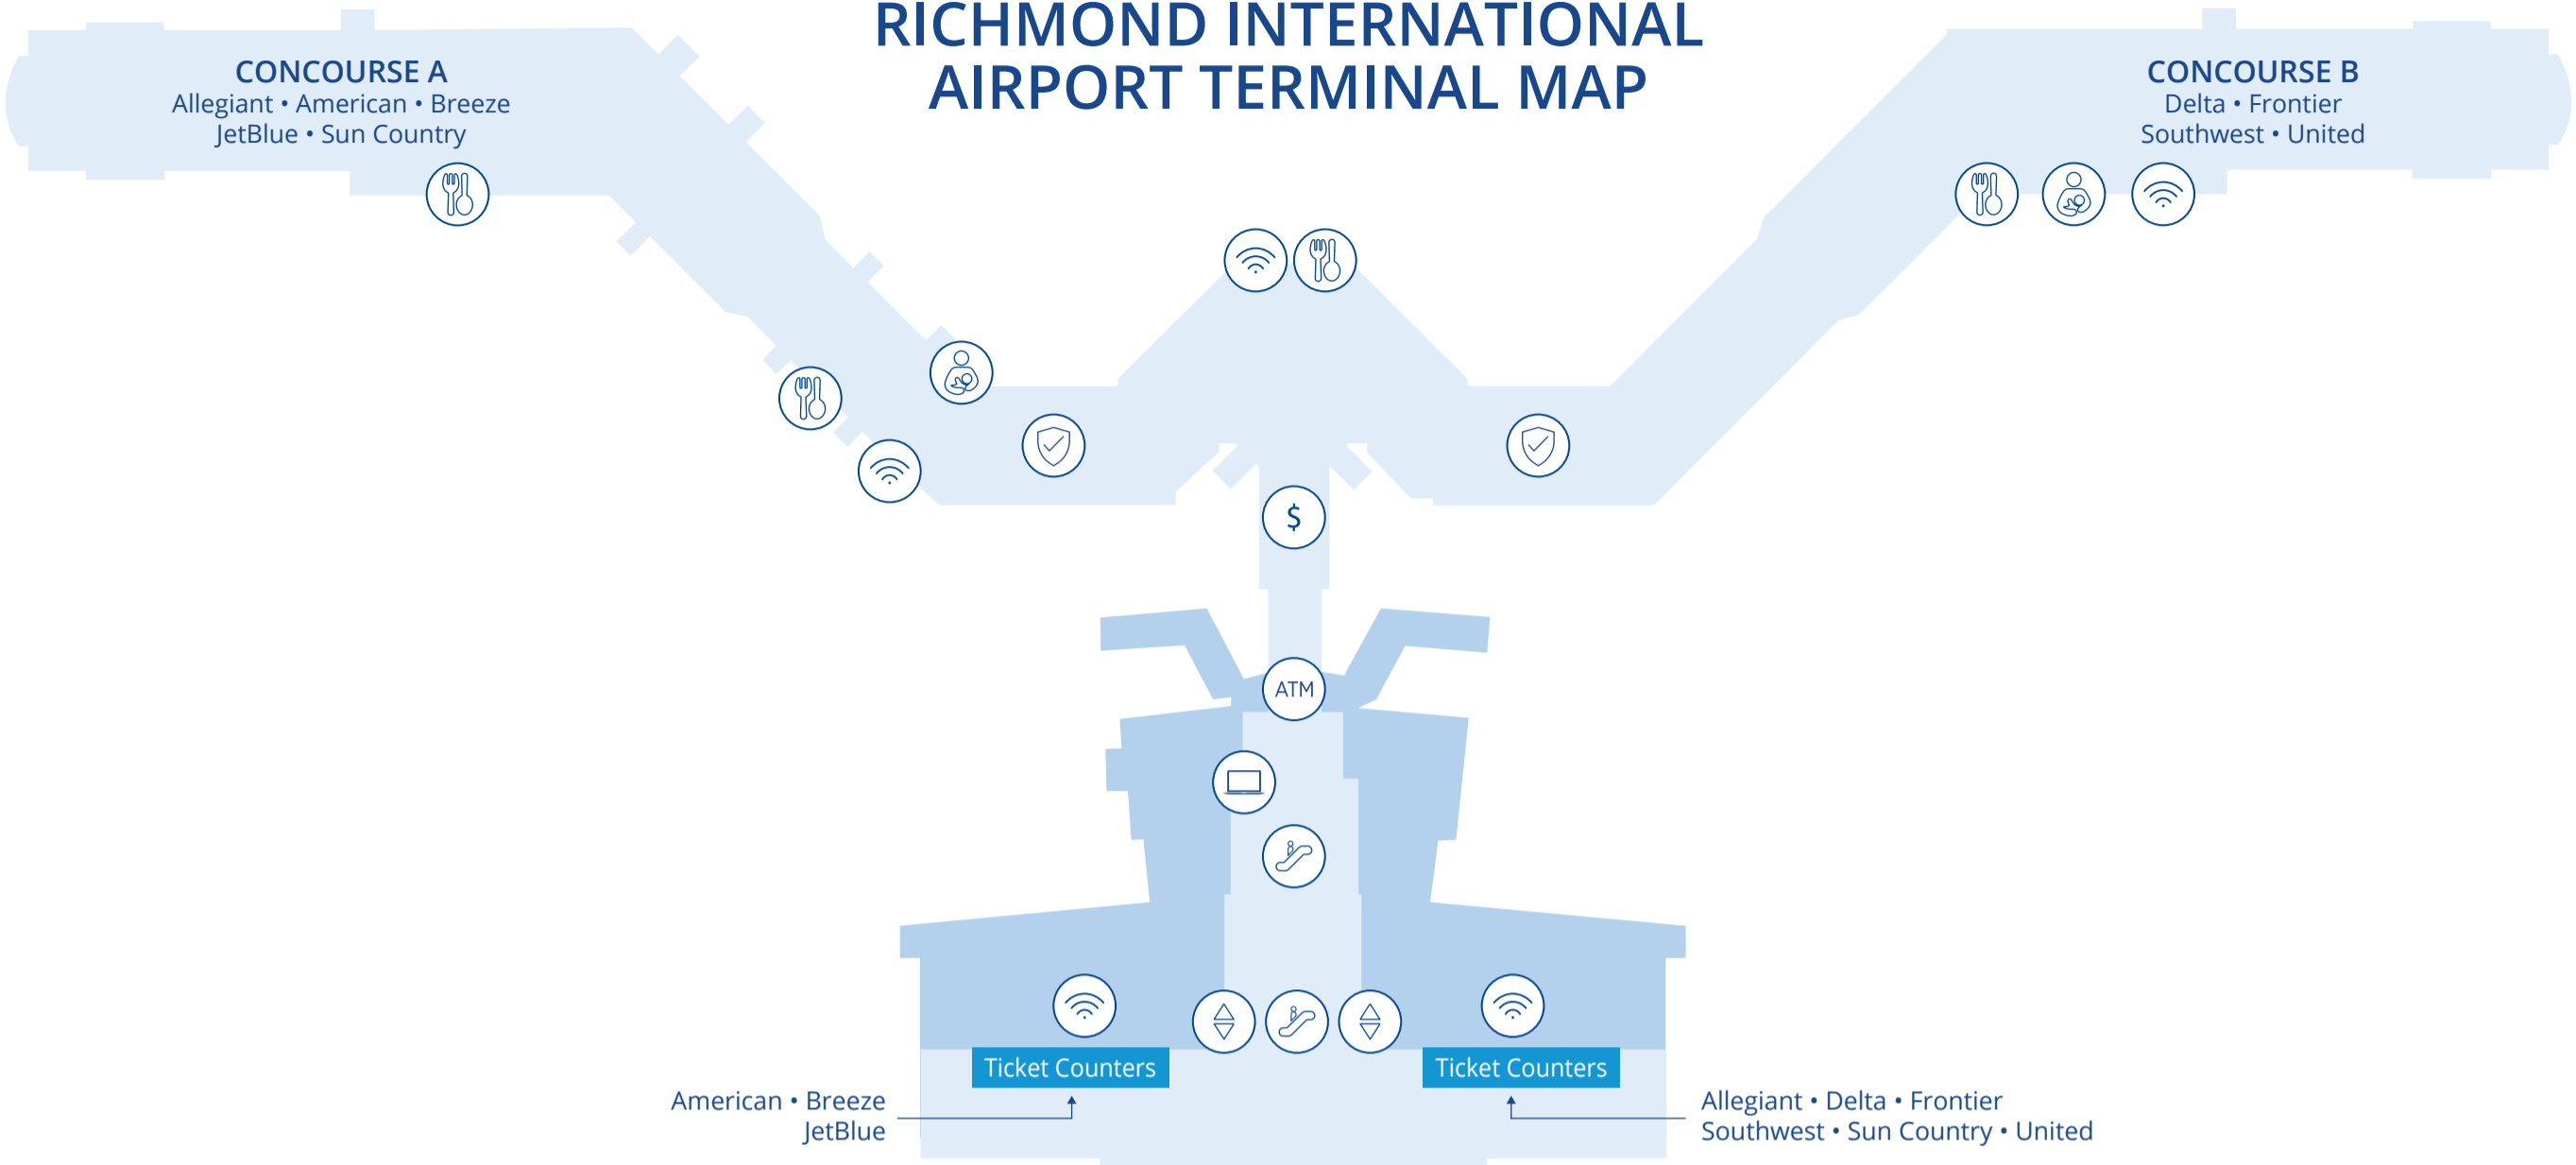 RICHMOND INTERNATIONAL
AIRPORT TERMINAL MAP
CONCOURSE A
Allegiant • American • Breeze
JetBlue • Sun Country
CONCOURSE B
Delta • Frontier
Southwest • United
$
ATM
Ticket Counters
Ticket Counters
American • Breeze
JetBlue
Allegiant • Delta • Frontier
Southwest • Sun Country • United